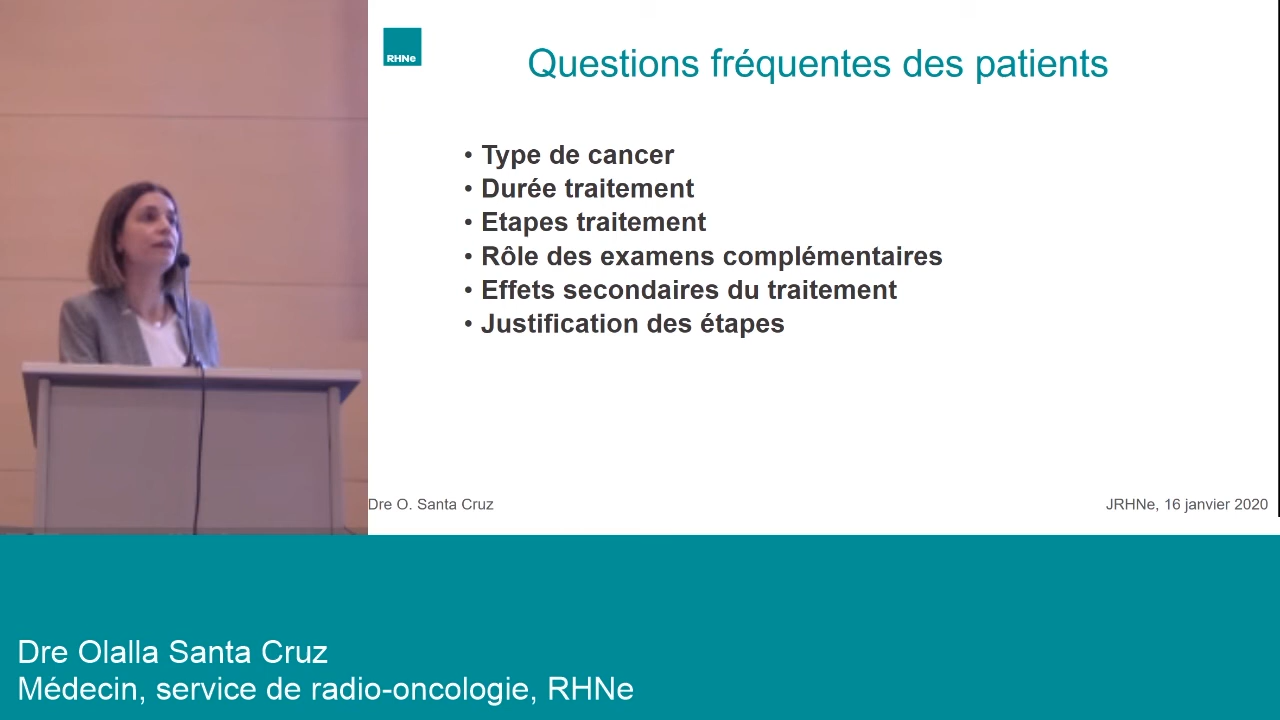 RHNe
Questions fréquentes des patients
• Type de cancer
• Durée traitement
• Etapes traitement
• Rôle des examens complémentaires
• Effets secondaires du traitement
• Justification des étapes
Dre O. Santa Cruz
JRHNe, 16 janvier 2020
Dre Olalla Santa Cruz
Médecin, service de radio-oncologie, RHNe